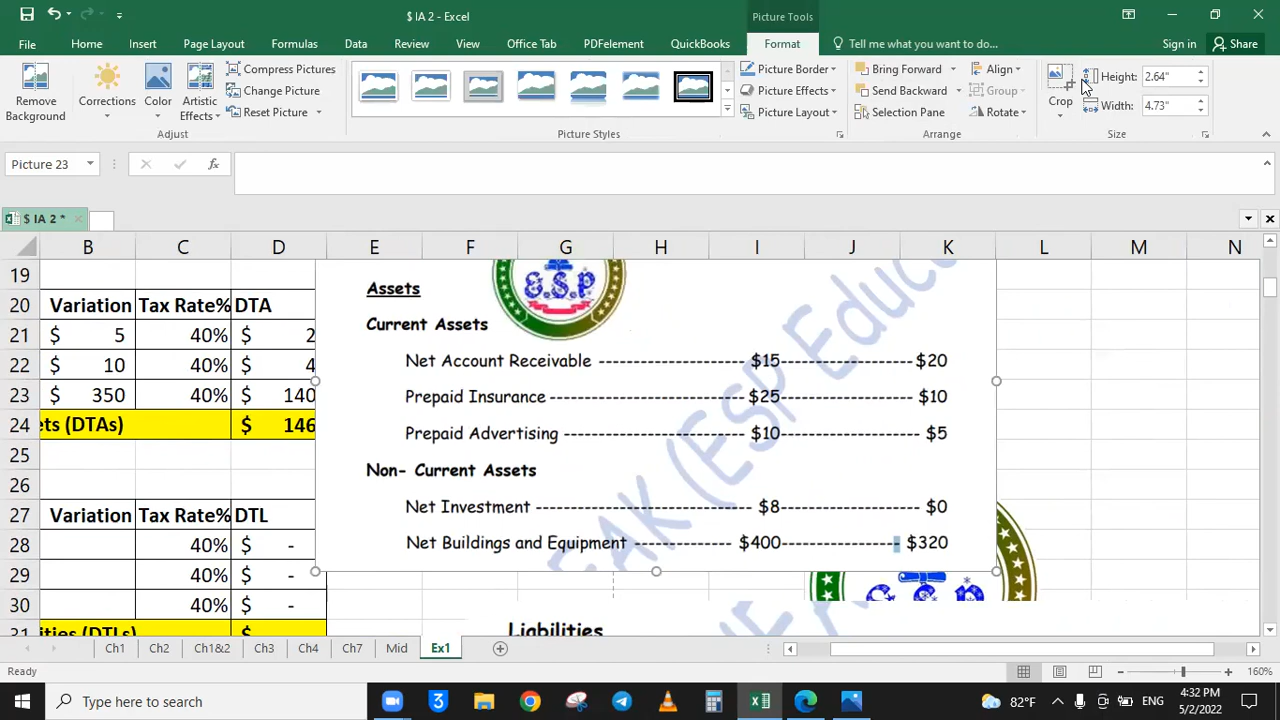 $ IA 2 - Excel
Picture Tools
File Home Insert Page Layout Formulas Data Review View Office Tab PDFelement QuickBooks Format Tell me what you want to do... Sign in Share
Remove Background
Corrections
Color
Artistic Effects
Compress Pictures
Change Picture
Reset Picture
Adjust
Picture Styles
Picture Border
Picture Effects
Picture Layout
Bring Forward
Send Backward
Selection Pane
Align
Group
Rotate
Arrange
Crop
Height: 2.64"
Width: 4.73"
Size
Picture 23
fx
$ IA 2 *
B C D E F G H I J K L M N
19
20 Variation Tax Rate% DTA
21 $ 5 40% $ 2
22 $ 10 40% $ 4
23 $ 350 40% $ 140
24 ets (DTAs) $ 146
25
26
27 Variation Tax Rate% DTL
28 40% $ -
29 40% $ -
30 40% $ -
31 ities (DTLs) $
E.S.P
EAK (ESP Educ
Assets
Current Assets
Net Account Receivable ------------------------- $15---------------------- $20
Prepaid Insurance --------------------------------- $25---------------------- $10
Prepaid Advertising ------------------------------ $10----------------------- $5
Non- Current Assets
Net Investment ----------------------------------- $8----------------------- $0
Net Buildings and Equipment ---------------- $400-------------------- $320
Liabilities
Ch1 Ch2 Ch1&2 Ch3 Ch4 Ch7 Mid Ex1
Ready
160%
Type here to search
82°F
ENG
4:32 PM
5/2/2022